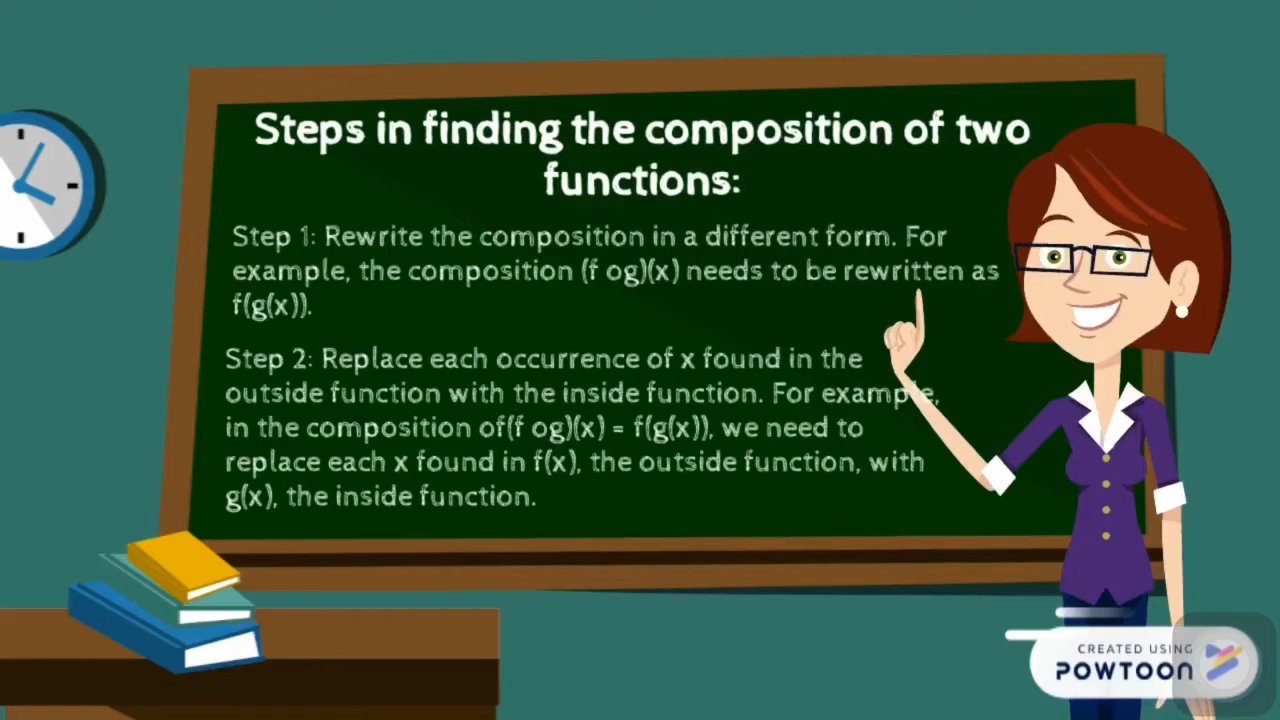 Steps in finding the composition of two
functions:
Step 1: Rewrite the composition in a different form. For
example, the composition (f og)(x) needs to be rewritten as
f(g(x)).
Step 2: Replace each occurrence of x found in the
outside function with the inside function. For example,
in the composition of(f og)(x) = f(g(x)), we need to
replace each x found in f(x), the outside function, with
g(x), the inside function.
CREATED USING
POWTOON